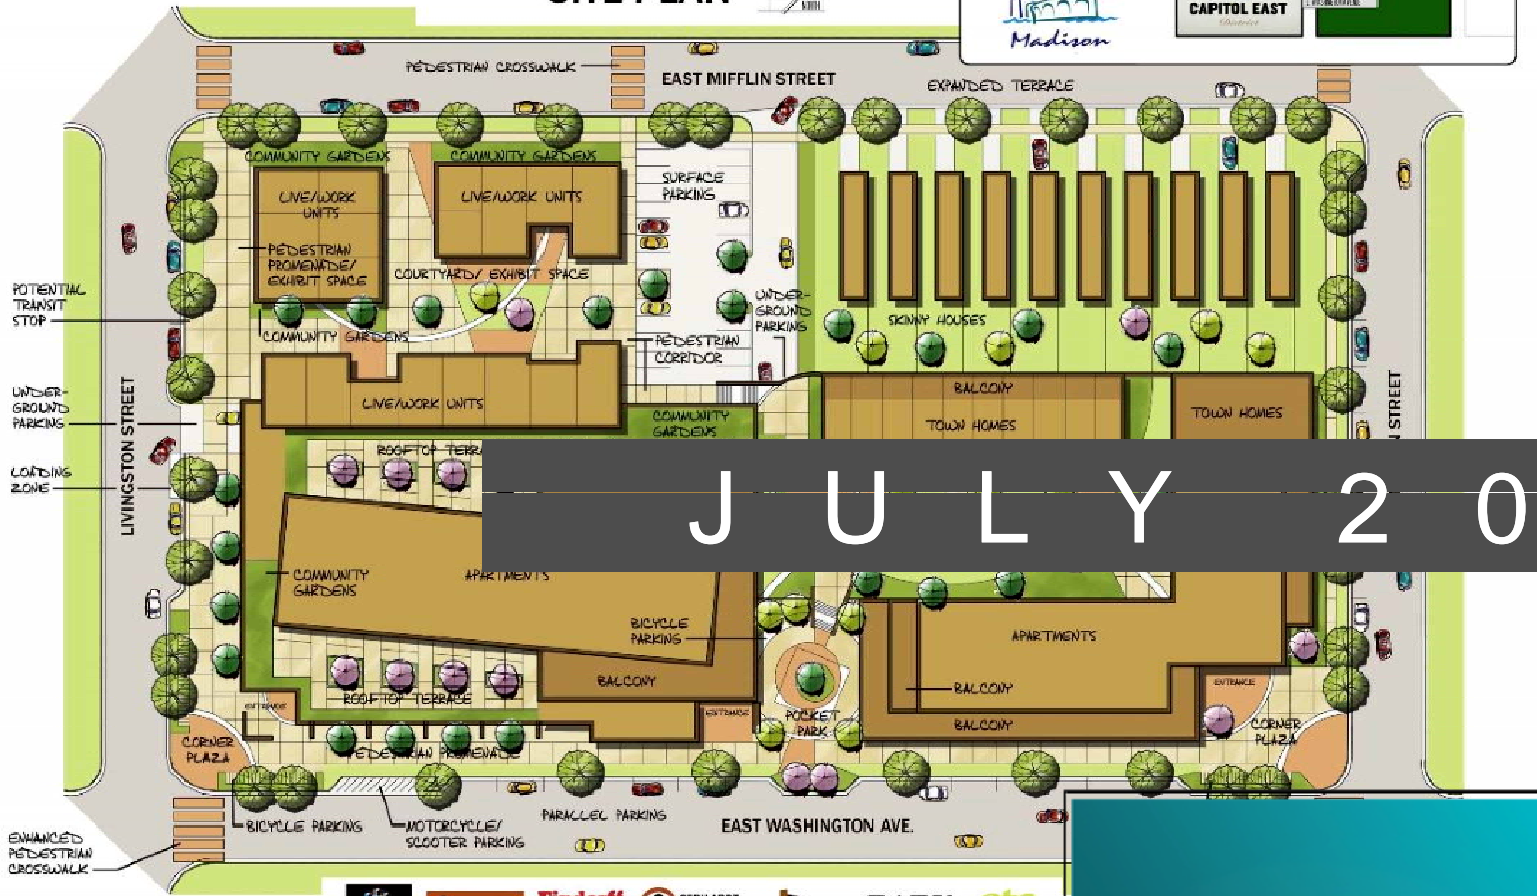 Madison
CAPITOL EAST
District
PEDESTRIAN CROSSWALK
EAST MIFFLIN STREET
EXPANDED TERRACE
COMMUNITY GARDENS
COMMUNITY GARDENS
LIVE/WORK
UNITS
LIVE/WORK UNITS
SURFACE
PARKING
PEDESTRIAN
PROMENADE/
EXHIBIT SPACE
COURTYARD/ EXHIBIT SPACE
POTENTIAL
TRANSIT
STOP
UNDER-
GROUND
PARKING
SKINNY HOUSES
COMMUNITY GARDENS
PEDESTRIAN
CORRIDOR
UNDER-
GROUND
PARKING
LIVE/WORK UNITS
COMMUNITY
GARDENS
BALCONY
TOWN HOMES
TOWN HOMES
LIVINGSTON STREET
STREET
LOADING
ZONE
ROOFTOP
JULY 20
COMMUNITY
GARDENS
APARTMENTS
BICYCLE
PARKING
APARTMENTS
BALCONY
BALCONY
BALCONY
ROOFTOP TERRACE
ENTRANCE
ENTRANCE
ENTRANCE
POCKET
PARK
CORNER
PLAZA
CORNER
PLAZA
PEDESTRIAN PROMENADE
BICYCLE PARKING
MOTORCYCLE/
SCOOTER PARKING
PARALLEL PARKING
EAST WASHINGTON AVE.
ENHANCED
PEDESTRIAN
CROSSWALK